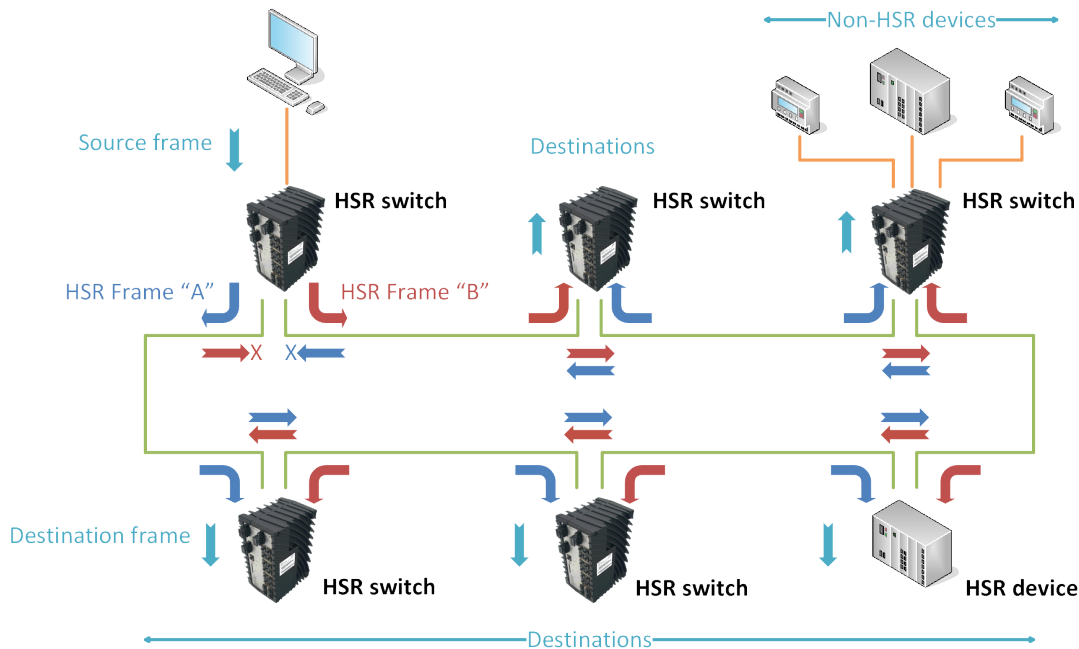 Non-HSR devices
Source frame
Destinations
HSR switch
HSR switch
HSR switch
HSR Frame “A”
HSR Frame “B”
X
X
Destination frame
HSR switch
HSR switch
HSR device
Destinations